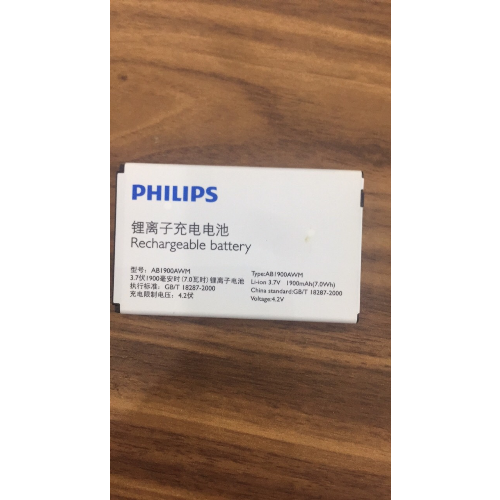 PHILIPS
锂离子充电电池
Rechargeable battery
型号: AB1900AWM
3.7伏1900毫安时(7.0瓦时)锂离子电池
执行标准: GB/T 18287-2000
充电限制电压: 4.2伏
Type:AB1900AWM
Li-ion 3.7V 1900mAh(7.0Wh)
China standard:GB/T 18287-2000
Voltage:4.2V